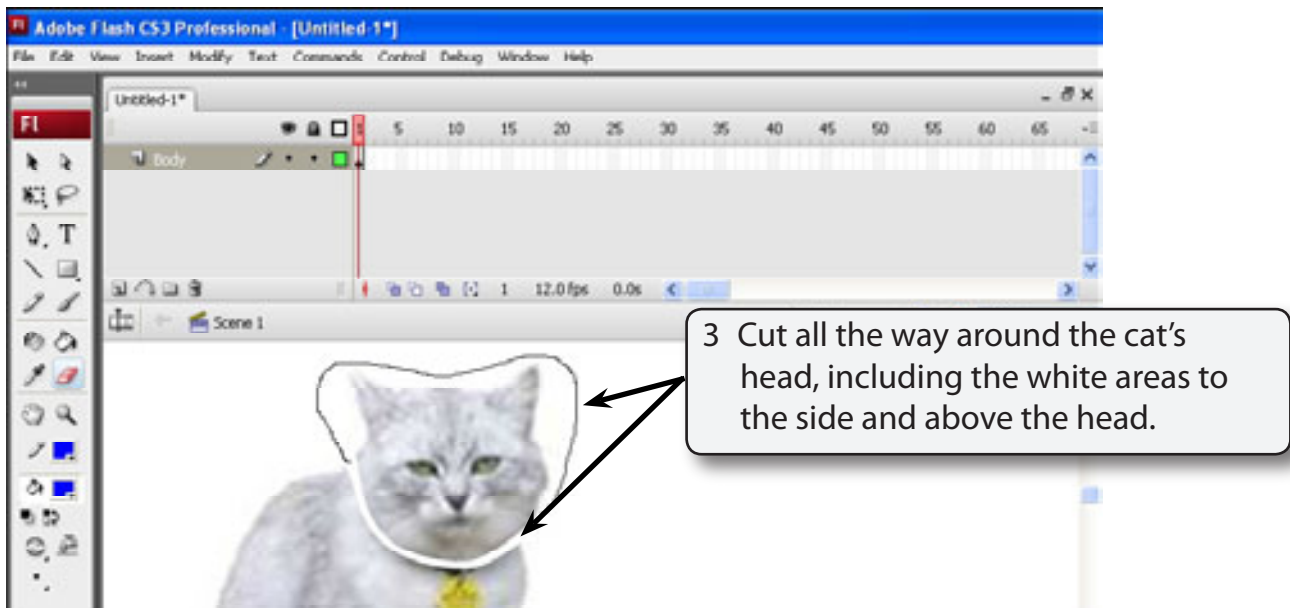 Adobe Flash CS3 Professional - [Untitled-1*]
File Edit View Insert Modify Text Commands Control Debug Window Help
Untitled-1*
Fl
1 5 10 15 20 25 30 35 40 45 50 55 60 65
Body
T
1 12.0 fps 0.0s
Scene 1
3 Cut all the way around the cat’s
head, including the white areas to
the side and above the head.